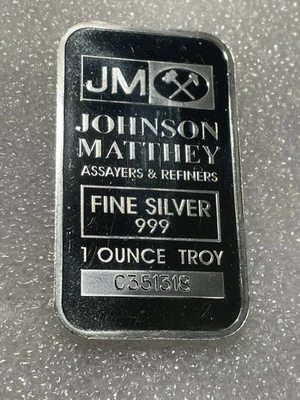 JM
JOHNSON
MATTHEY
ASSAYERS & REFINERS
FINE SILVER
999
1 OUNCE TROY
C351318